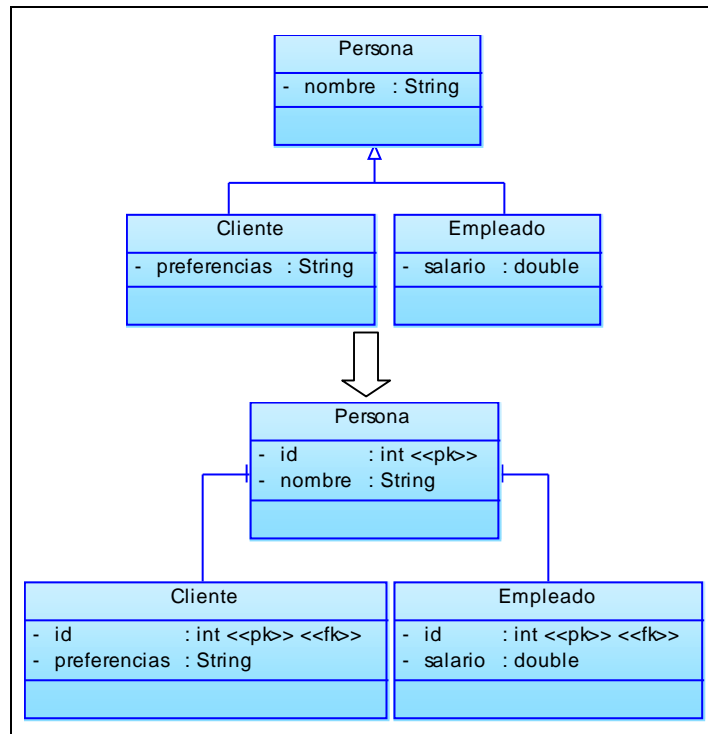 Persona
- nombre : String
Cliente
- preferencias : String
Empleado
- salario : double
Persona
- id : int <<pk>>
- nombre : String
Cliente
- id : int <<pk>> <<fk>>
- preferencias : String
Empleado
- id : int <<pk>> <<fk>>
- salario : double